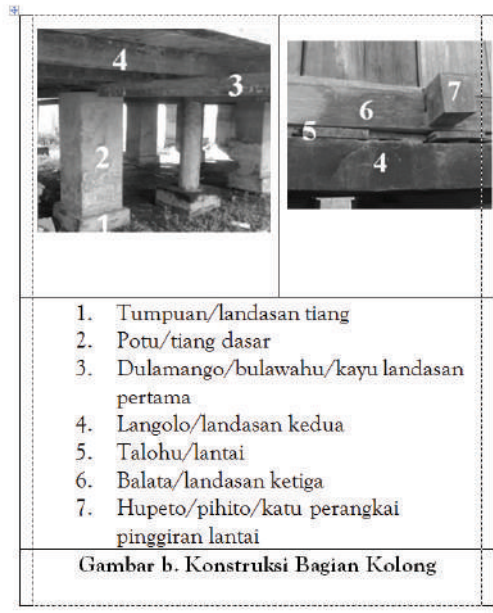 4
3
2
1
7
6
5
4
1. Tumpuan/landasan tiang
2. Potu/tiang dasar
3. Dulamango/bulawahu/kayu landasan
pertama
4. Langolo/landasan kedua
5. Talohu/lantai
6. Balata/landasan ketiga
7. Hupeto/pihito/katu perangkai
pinggiran lantai
Gambar b. Konstruksi Bagian Kolong